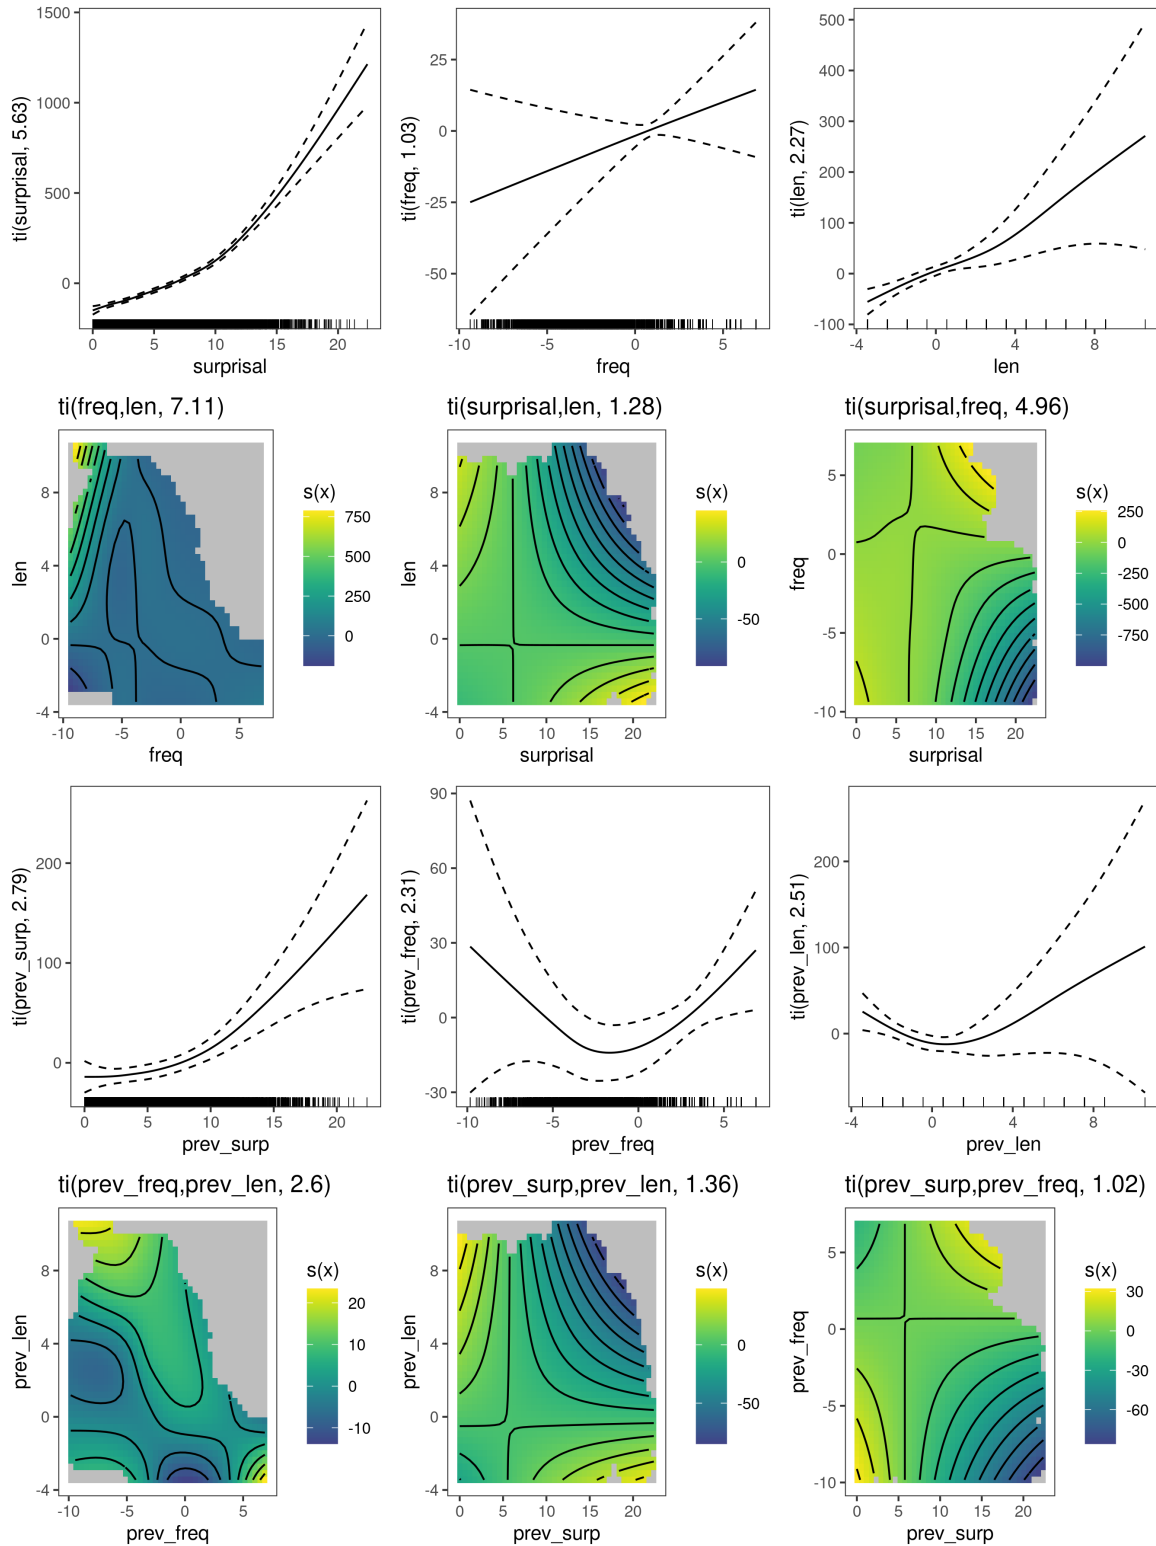 ti(surprisal, 5.63)
1500
1000
500
0
0 5 10 15 20
surprisal
ti(freq, 1.03)
25
0
-25
-50
-10 -5 0 5
freq
ti(len, 2.27)
500
400
300
200
100
0
-100
-4 0 4 8
len
ti(freq,len, 7.11)
len
8
4
0
-4
-10 -5 0 5
freq
s(x)
750
500
250
0
ti(surprisal,len, 1.28)
len
8
4
0
-4
0 5 10 15 20
surprisal
s(x)
0
-50
ti(surprisal,freq, 4.96)
freq
5
0
-5
-10
0 5 10 15 20
surprisal
s(x)
250
0
-250
-500
-750
ti(prev_surp, 2.79)
200
100
0
0 5 10 15 20
prev_surp
ti(prev_freq, 2.31)
90
60
30
0
-30
-10 -5 0 5
prev_freq
ti(prev_len, 2.51)
200
100
0
-4 0 4 8
prev_len
ti(prev_freq,prev_len, 2.6)
prev_len
8
4
0
-4
-10 -5 0 5
prev_freq
s(x)
20
10
0
-10
ti(prev_surp,prev_len, 1.36)
prev_len
8
4
0
-4
0 5 10 15 20
prev_surp
s(x)
0
-50
ti(prev_surp,prev_freq, 1.02)
prev_freq
5
0
-5
-10
0 5 10 15 20
prev_surp
s(x)
30
0
-30
-60